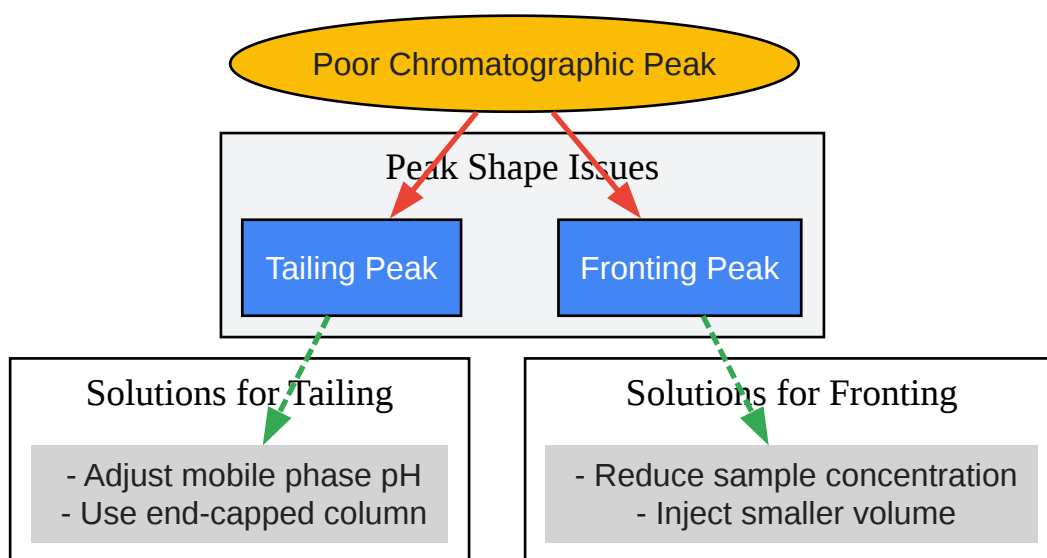 Poor Chromatographic Peak
Peak Shape Issues
Tailing Peak
Fronting Peak
Solutions for Tailing
- Adjust mobile phase pH
- Use end-capped column
Solutions for Fronting
- Reduce sample concentration
- Inject smaller volume